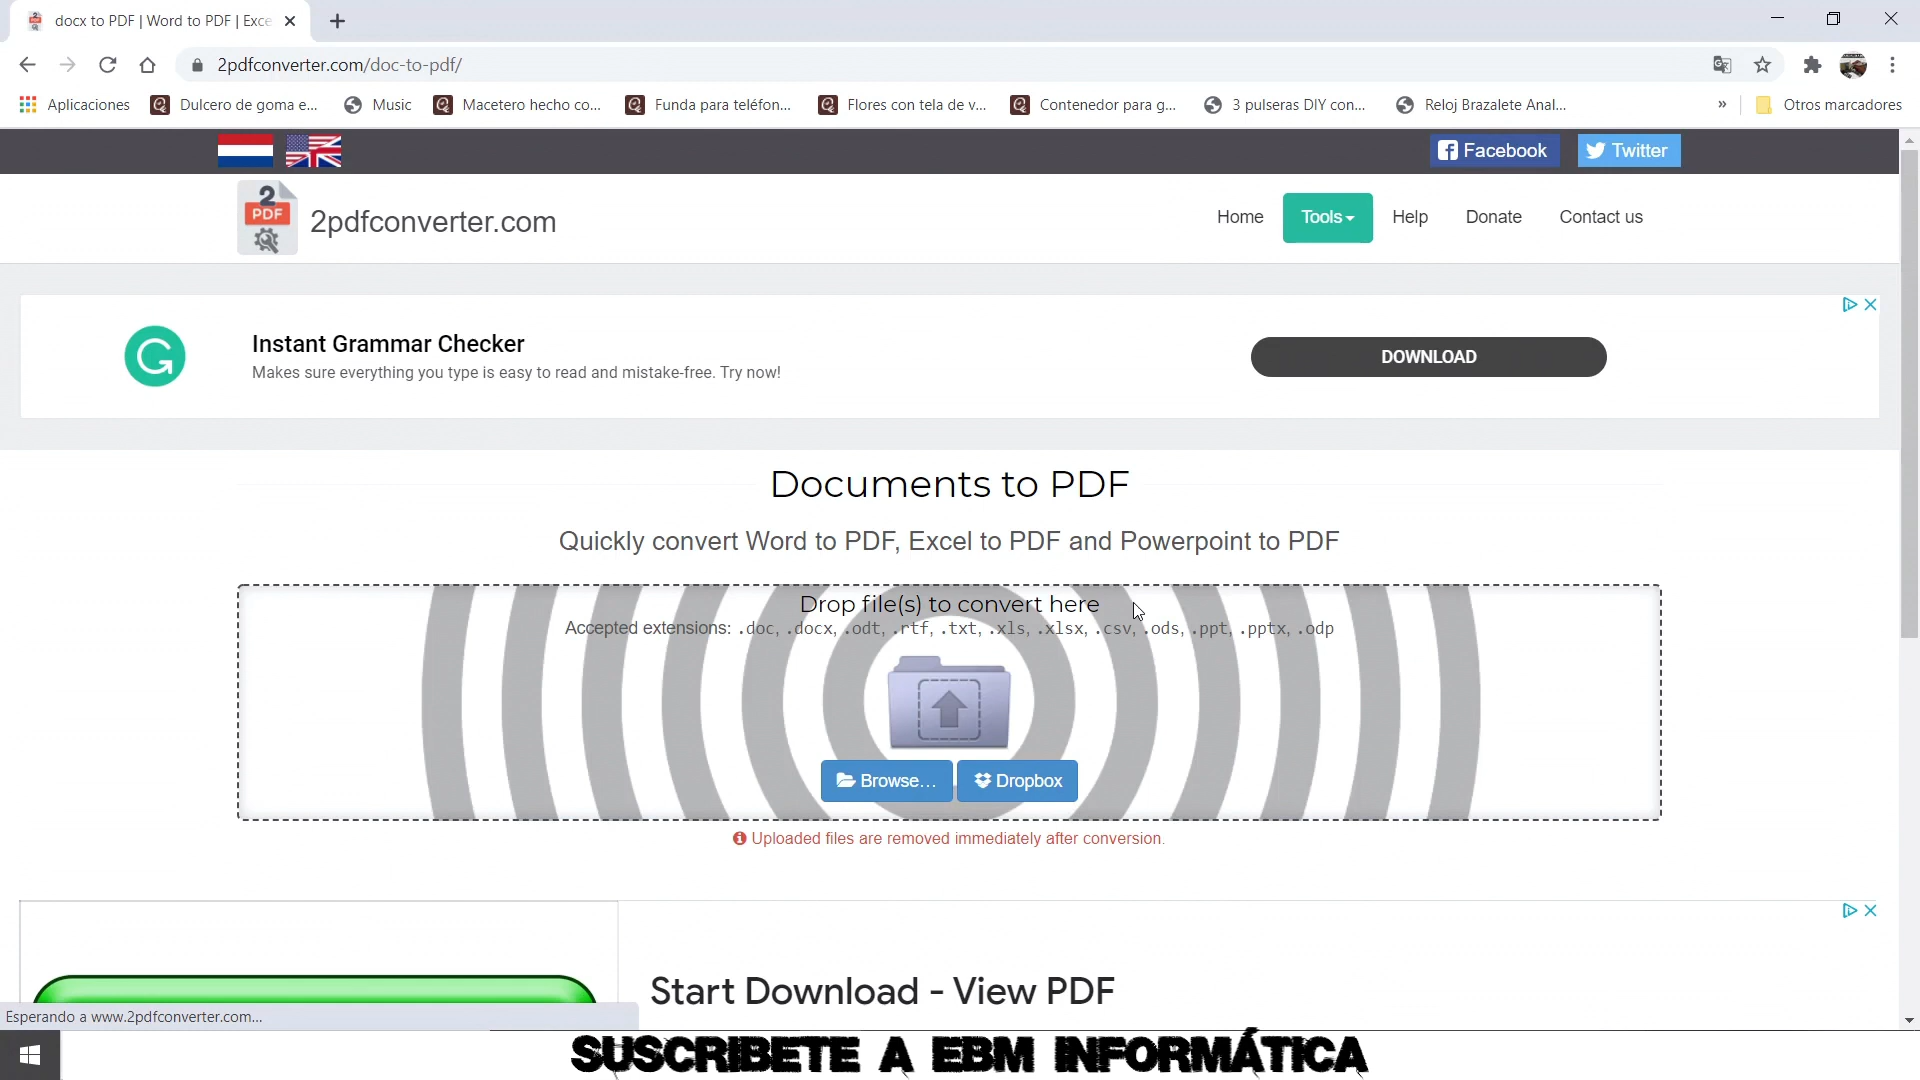 docx to PDF | Word to PDF | Exce
2pdfconverter.com/doc-to-pdf/
Aplicaciones
Dulcero de goma e...
Music
Macetero hecho co...
Funda para teléfon...
Flores con tela de v...
Contenedor para g...
3 pulseras DIY con...
Reloj Brazalete Anal...
»
Otros marcadores
Facebook
Twitter
2
PDF
2pdfconverter.com
Home
Tools
Help
Donate
Contact us
Instant Grammar Checker
Makes sure everything you type is easy to read and mistake-free. Try now!
DOWNLOAD
Documents to PDF
Quickly convert Word to PDF, Excel to PDF and Powerpoint to PDF
Drop file(s) to convert here
Accepted extensions: .doc, .docx, .odt, .rtf, .txt, .xls, .xlsx, .csv, .ods, .ppt, .pptx, .odp
Browse...
Dropbox
Uploaded files are removed immediately after conversion.
Start Download - View PDF
Esperando a www.2pdfconverter.com...
SUSCRIBETE A EBM INFORMÁTICA